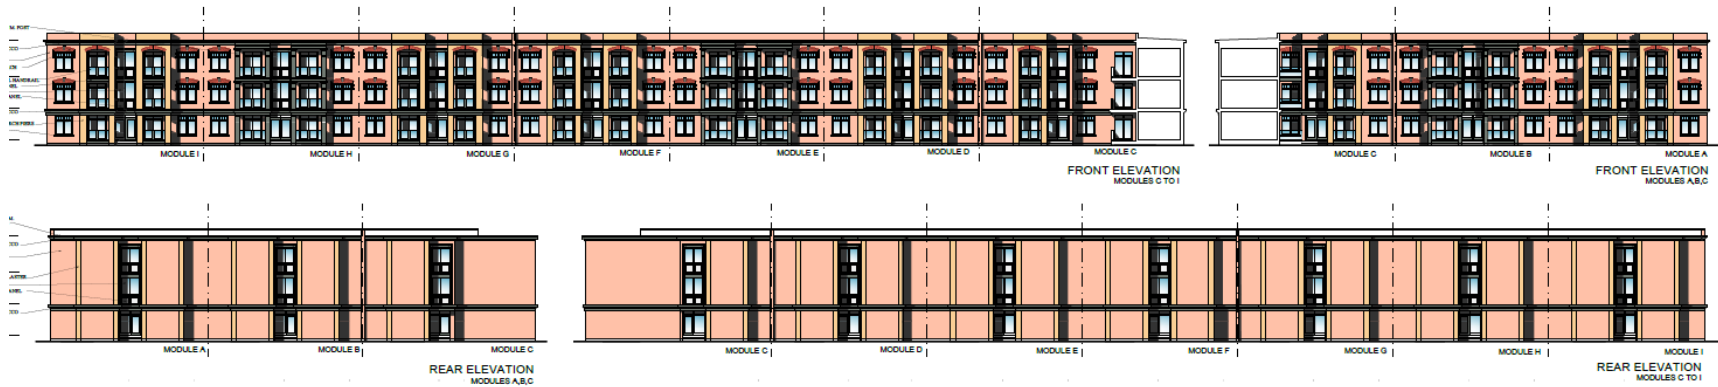 MODULE I
MODULE H
MODULE G
MODULE F
MODULE E
MODULE D
MODULE C
FRONT ELEVATION
MODULES C TO I
MODULE C
MODULE B
MODULE A
FRONT ELEVATION
MODULES A,B,C
MODULE A
MODULE B
MODULE C
REAR ELEVATION
MODULES A,B,C
MODULE C
MODULE D
MODULE E
MODULE F
MODULE G
MODULE H
MODULE I
REAR ELEVATION
MODULES C TO I